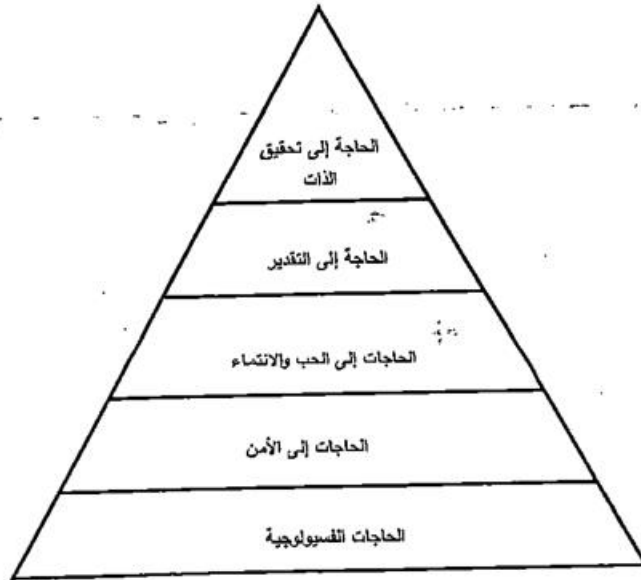 الحاجة إلى تحقيق
الذات
الحاجة إلى التقدير
الحاجات إلى الحب والانتماء
الحاجات إلى الأمن
الحاجات الفسيولوجية